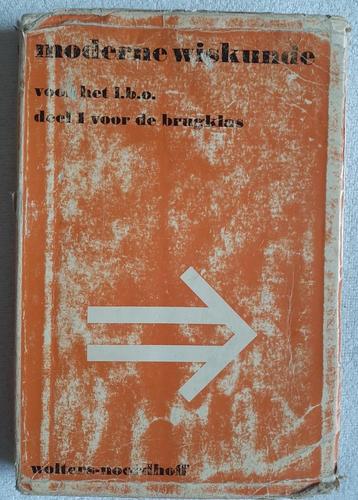 moderne wiskunde
voor het l.b.o.
deel 1 voor de brugklas
wolters-noordhoff